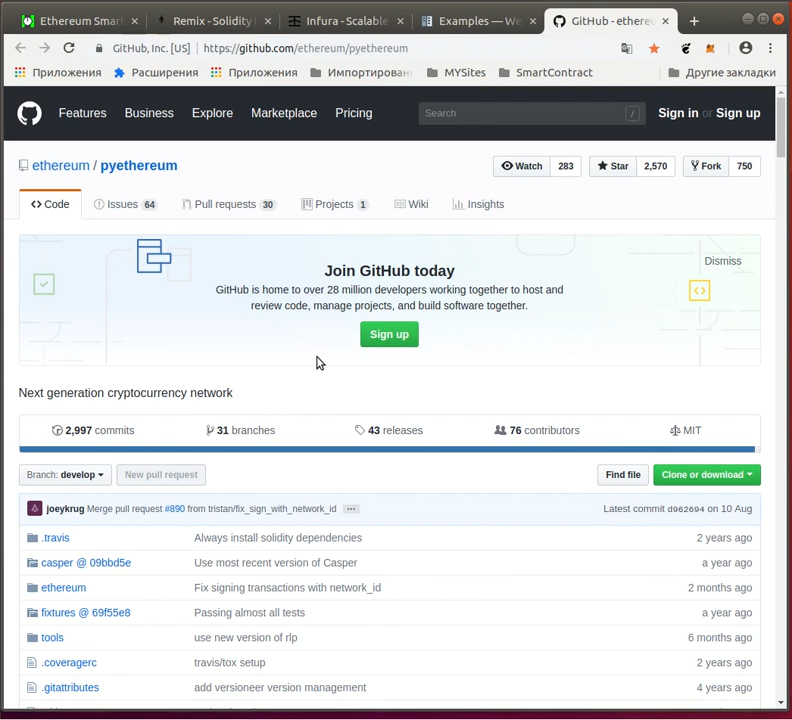 Ethereum Smar
Remix - Solidity
Infura - Scalable
Examples — We
GitHub - ethereu
GitHub, Inc. [US] https://github.com/ethereum/pyethereum
Приложения Расширения Приложения Импортирован MYSites SmartContract Другие закладки
Features Business Explore Marketplace Pricing Search / Sign in or Sign up
ethereum / pyethereum Watch 283 Star 2,570 Fork 750
Code Issues 64 Pull requests 30 Projects 1 Wiki Insights
Dismiss
Join GitHub today
GitHub is home to over 28 million developers working together to host and
review code, manage projects, and build software together.
Sign up
Next generation cryptocurrency network
2,997 commits 31 branches 43 releases 76 contributors MIT
Branch: develop New pull request Find file Clone or download
joeykrug Merge pull request #890 from tristan/fix_sign_with_network_id ... Latest commit d962694 on 10 Aug
.travis Always install solidity dependencies 2 years ago
casper @ 09bbd5e Use most recent version of Casper a year ago
ethereum Fix signing transactions with network_id 2 months ago
fixtures @ 69f55e8 Passing almost all tests a year ago
tools use new version of rlp 6 months ago
.coveragerc travis/tox setup 2 years ago
.gitattributes add versioneer version management 4 years ago